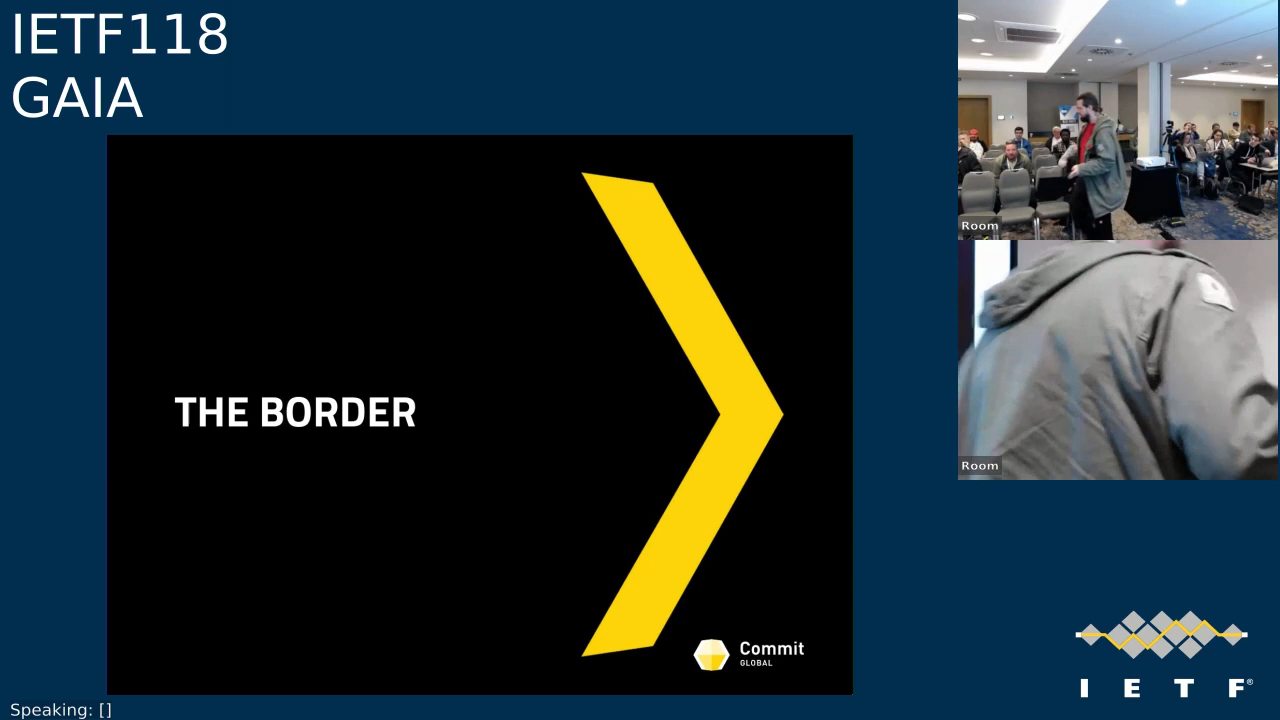 IETF118
GAIA
THE BORDER
Commit
GLOBAL
Room
Room
I E T F®
Speaking: []